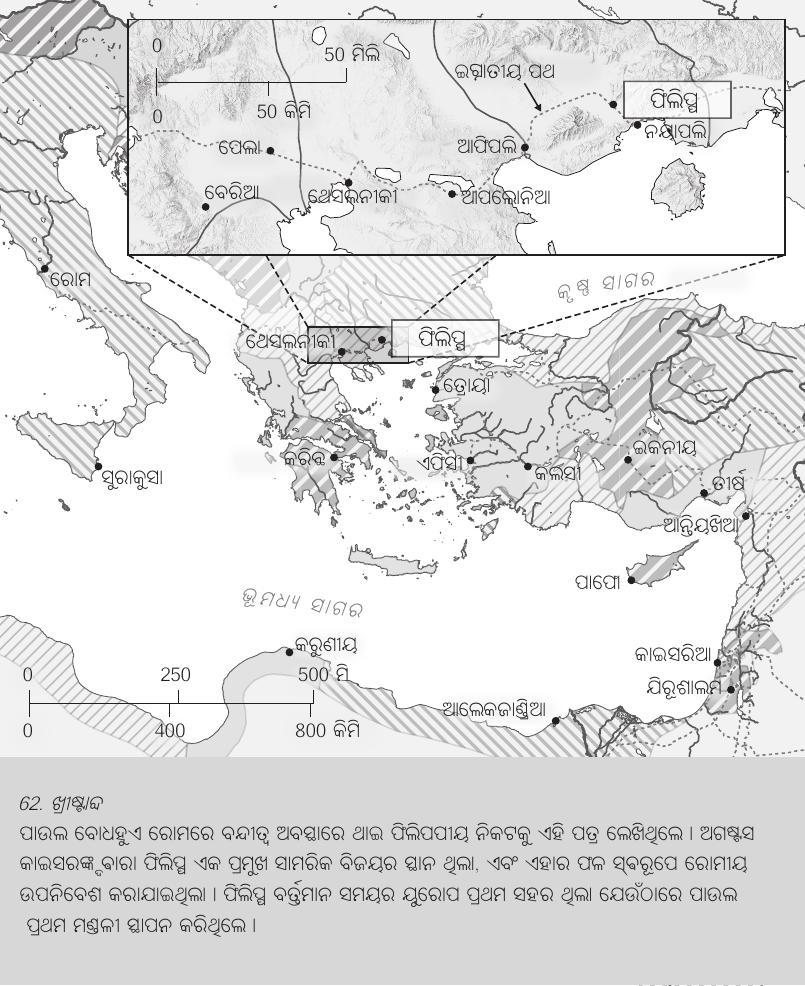 0
50 ମିଲି
0
50 କିମି
ଇଗ୍ନାତୀୟ ପଥ
ଫିଲିପ୍ପ
ନୟାପଲି
ଆଫିପଲି
ପେଲା
ବେରିଆ
ଥେସଲନୀକୀ
ଆପଲୋନିଆ
ରୋମ
କୃଷ୍ଣ ସାଗର
ଥେସଲନୀକୀ
ଫିଲିପ୍ପ
ତ୍ରୋୟା
ସୁରାକୁସା
କରିନ୍ଥ
ଏଫିସୀ
କଲସୀ
ଇକନୀୟ
ତୀର୍ଷ
ଆନ୍ତିୟଖିଆ
ପାଫୋ
ଭୂମଧ୍ୟ ସାଗର
କରୁଣୀୟ
କାଇସରିଆ
ଯିରୂଶାଲମ
ଆଲେକଜାଣ୍ଡ୍ରିଆ
0 250 500 ମି
0 400 800 କିମି
62. ଖ୍ରୀଷ୍ଟାବ୍ଦ
ପାଉଲ ବୋଧହୁଏ ରୋମରେ ବନ୍ଦୀତ୍ୱ ଅବସ୍ଥାରେ ଥାଇ ଫିଲିପପୀୟ ନିକଟକୁ ଏହି ପତ୍ର ଲେଖିଥିଲେ । ଅଗଷ୍ଟସ
କାଇସରଙ୍କ ଦ୍ଵାରା ଫିଲିପ୍ପ ଏକ ପ୍ରମୁଖ ସାମରିକ ବିଜୟର ସ୍ଥାନ ଥିଲା, ଏବଂ ଏହାର ଫଳ ସ୍ଵରୂପେ ରୋମୀୟ
ଉପନିବେଶ କରାଯାଇଥିଲା । ଫିଲିପ୍ପ ବର୍ତ୍ତମାନ ସମୟର ୟୁରୋପ ପ୍ରଥମ ସହର ଥିଲା ଯେଉଁଠାରେ ପାଉଲ
ପ୍ରଥମ ମଣ୍ଡଳୀ ସ୍ଥାପନ କରିଥିଲେ ।